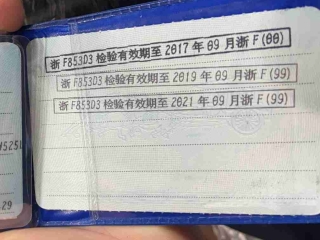 浙 F853D3 检验有效期至 2017 年 09 月浙 F(00)
浙 F853D3 检验有效期至 2019 年 09 月浙 F(99)
浙 F853D3 检验有效期至 2021 年 09 月浙 F(99)
29